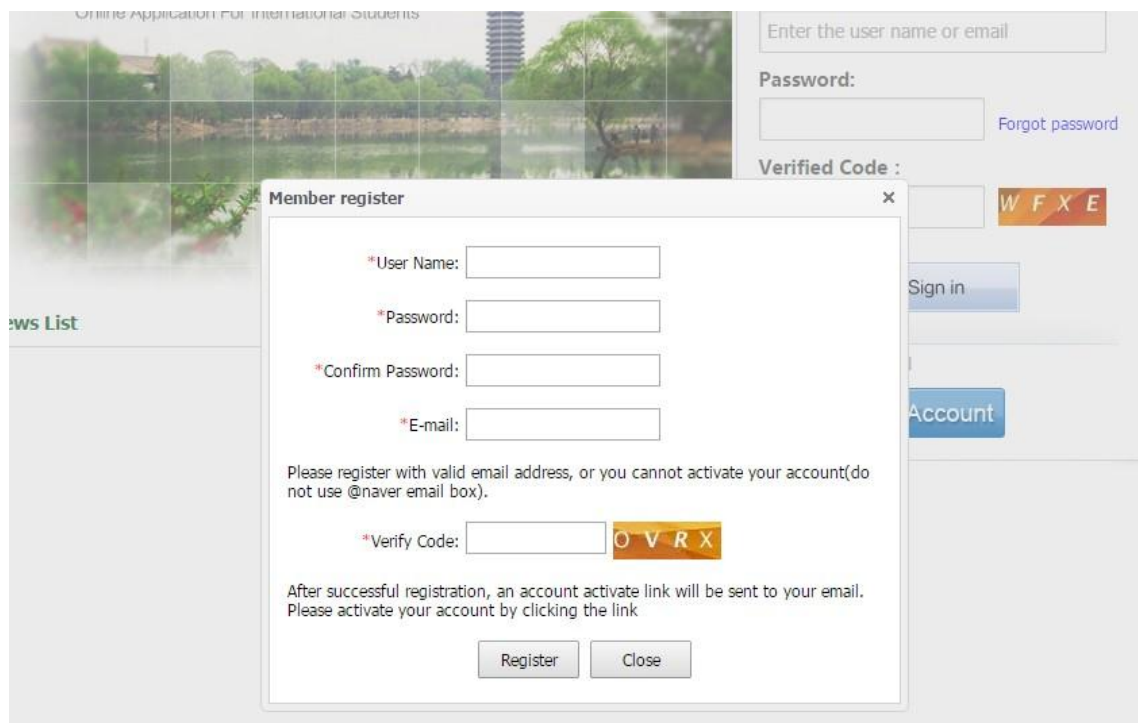 Online Application For International Students
Enter the user name or email
Password:
Forgot password
Verified Code :
W F X E
Sign in
Account
ews List
Member register
×
*User Name:
*Password:
*Confirm Password:
*E-mail:
Please register with valid email address, or you cannot activate your account(do
not use @naver email box).
*Verify Code:
O V R X
After successful registration, an account activate link will be sent to your email.
Please activate your account by clicking the link
Register
Close